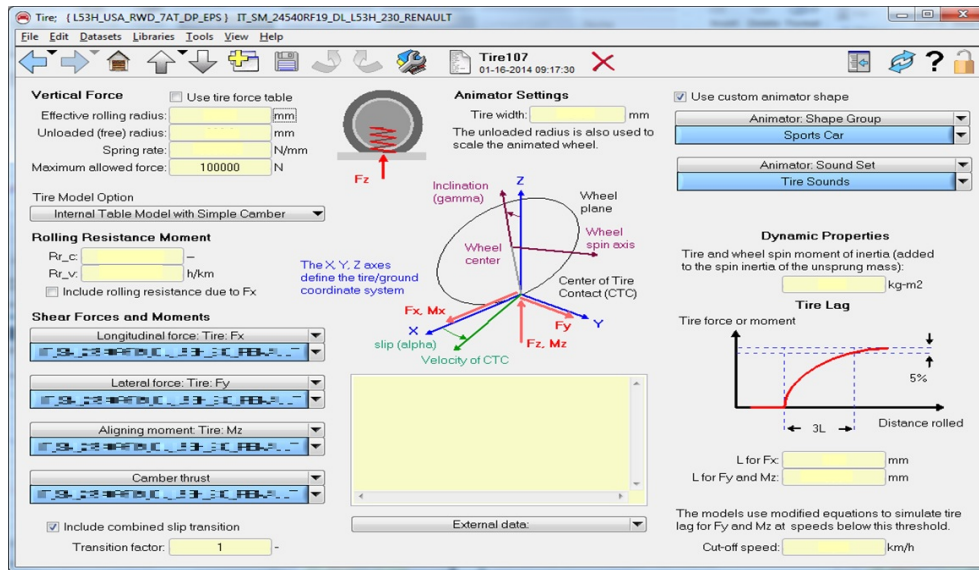 Tire; { L53H_USA_RWD_7AT_DP_EPS } IT_SM_24540RF19_DL_L53H_230_RENAULT
File Edit Datasets Libraries Tools View Help
Tire107
01-16-2014 09:17:30
Vertical Force
Use tire force table
Effective rolling radius: mm
Unloaded (free) radius: mm
Spring rate: N/mm
Maximum allowed force: 100000 N
Fz
Animator Settings
Tire width: mm
The unloaded radius is also used to
scale the animated wheel.
Use custom animator shape
Animator: Shape Group
Sports Car
Animator: Sound Set
Tire Sounds
Tire Model Option
Internal Table Model with Simple Camber
Rolling Resistance Moment
Rr_c: –
Rr_v: h/km
Include rolling resistance due to Fx
Shear Forces and Moments
Longitudinal force: Tire: Fx
Lateral force: Tire: Fy
Aligning moment: Tire: Mz
Camber thrust
Include combined slip transition
Transition factor: 1 -
Inclination
(gamma)
Z
Wheel
plane
Wheel
spin axis
Wheel
center
The X, Y, Z axes
define the tire/ground
coordinate system
Center of Tire
Contact (CTC)
Fx, Mx
X
Fy
Y
slip (alpha)
Fz, Mz
Velocity of CTC
External data:
Dynamic Properties
Tire and wheel spin moment of inertia (added
to the spin inertia of the unsprung mass):
kg-m2
Tire Lag
Tire force or moment
5%
3L
Distance rolled
L for Fx: mm
L for Fy and Mz: mm
The models use modified equations to simulate tire
lag for Fy and Mz at speeds below this threshold.
Cut-off speed: km/h